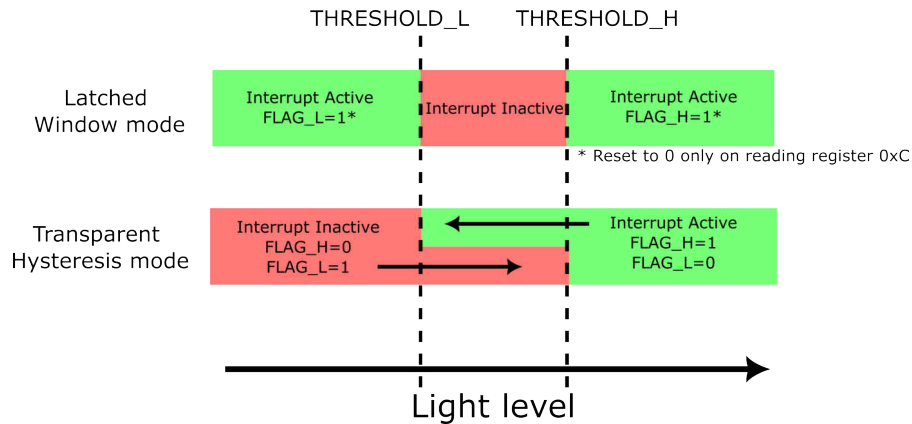 THRESHOLD_L THRESHOLD_H
Latched
Window mode
Interrupt Active
FLAG_L=1*
Interrupt Inactive
Interrupt Active
FLAG_H=1*
* Reset to 0 only on reading register 0xC
Transparent
Hysteresis mode
Interrupt Inactive
FLAG_H=0
FLAG_L=1
Interrupt Active
FLAG_H=1
FLAG_L=0
Light level